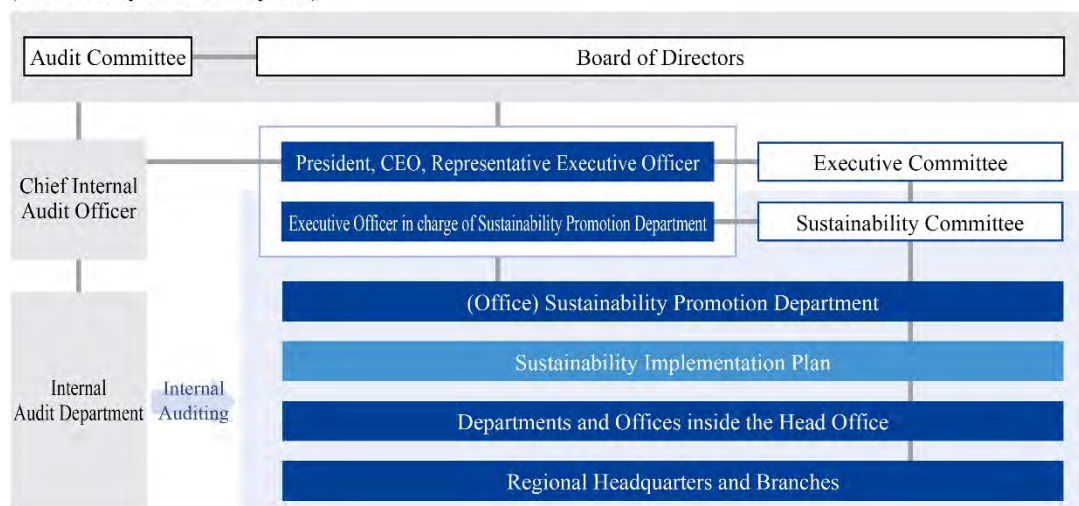 Audit Committee
Board of Directors
President, CEO, Representative Executive Officer
Executive Committee
Chief Internal
Audit Officer
Executive Officer in charge of Sustainability Promotion Department
Sustainability Committee
(Office) Sustainability Promotion Department
Sustainability Implementation Plan
Internal
Audit Department
Internal
Auditing
Departments and Offices inside the Head Office
Regional Headquarters and Branches